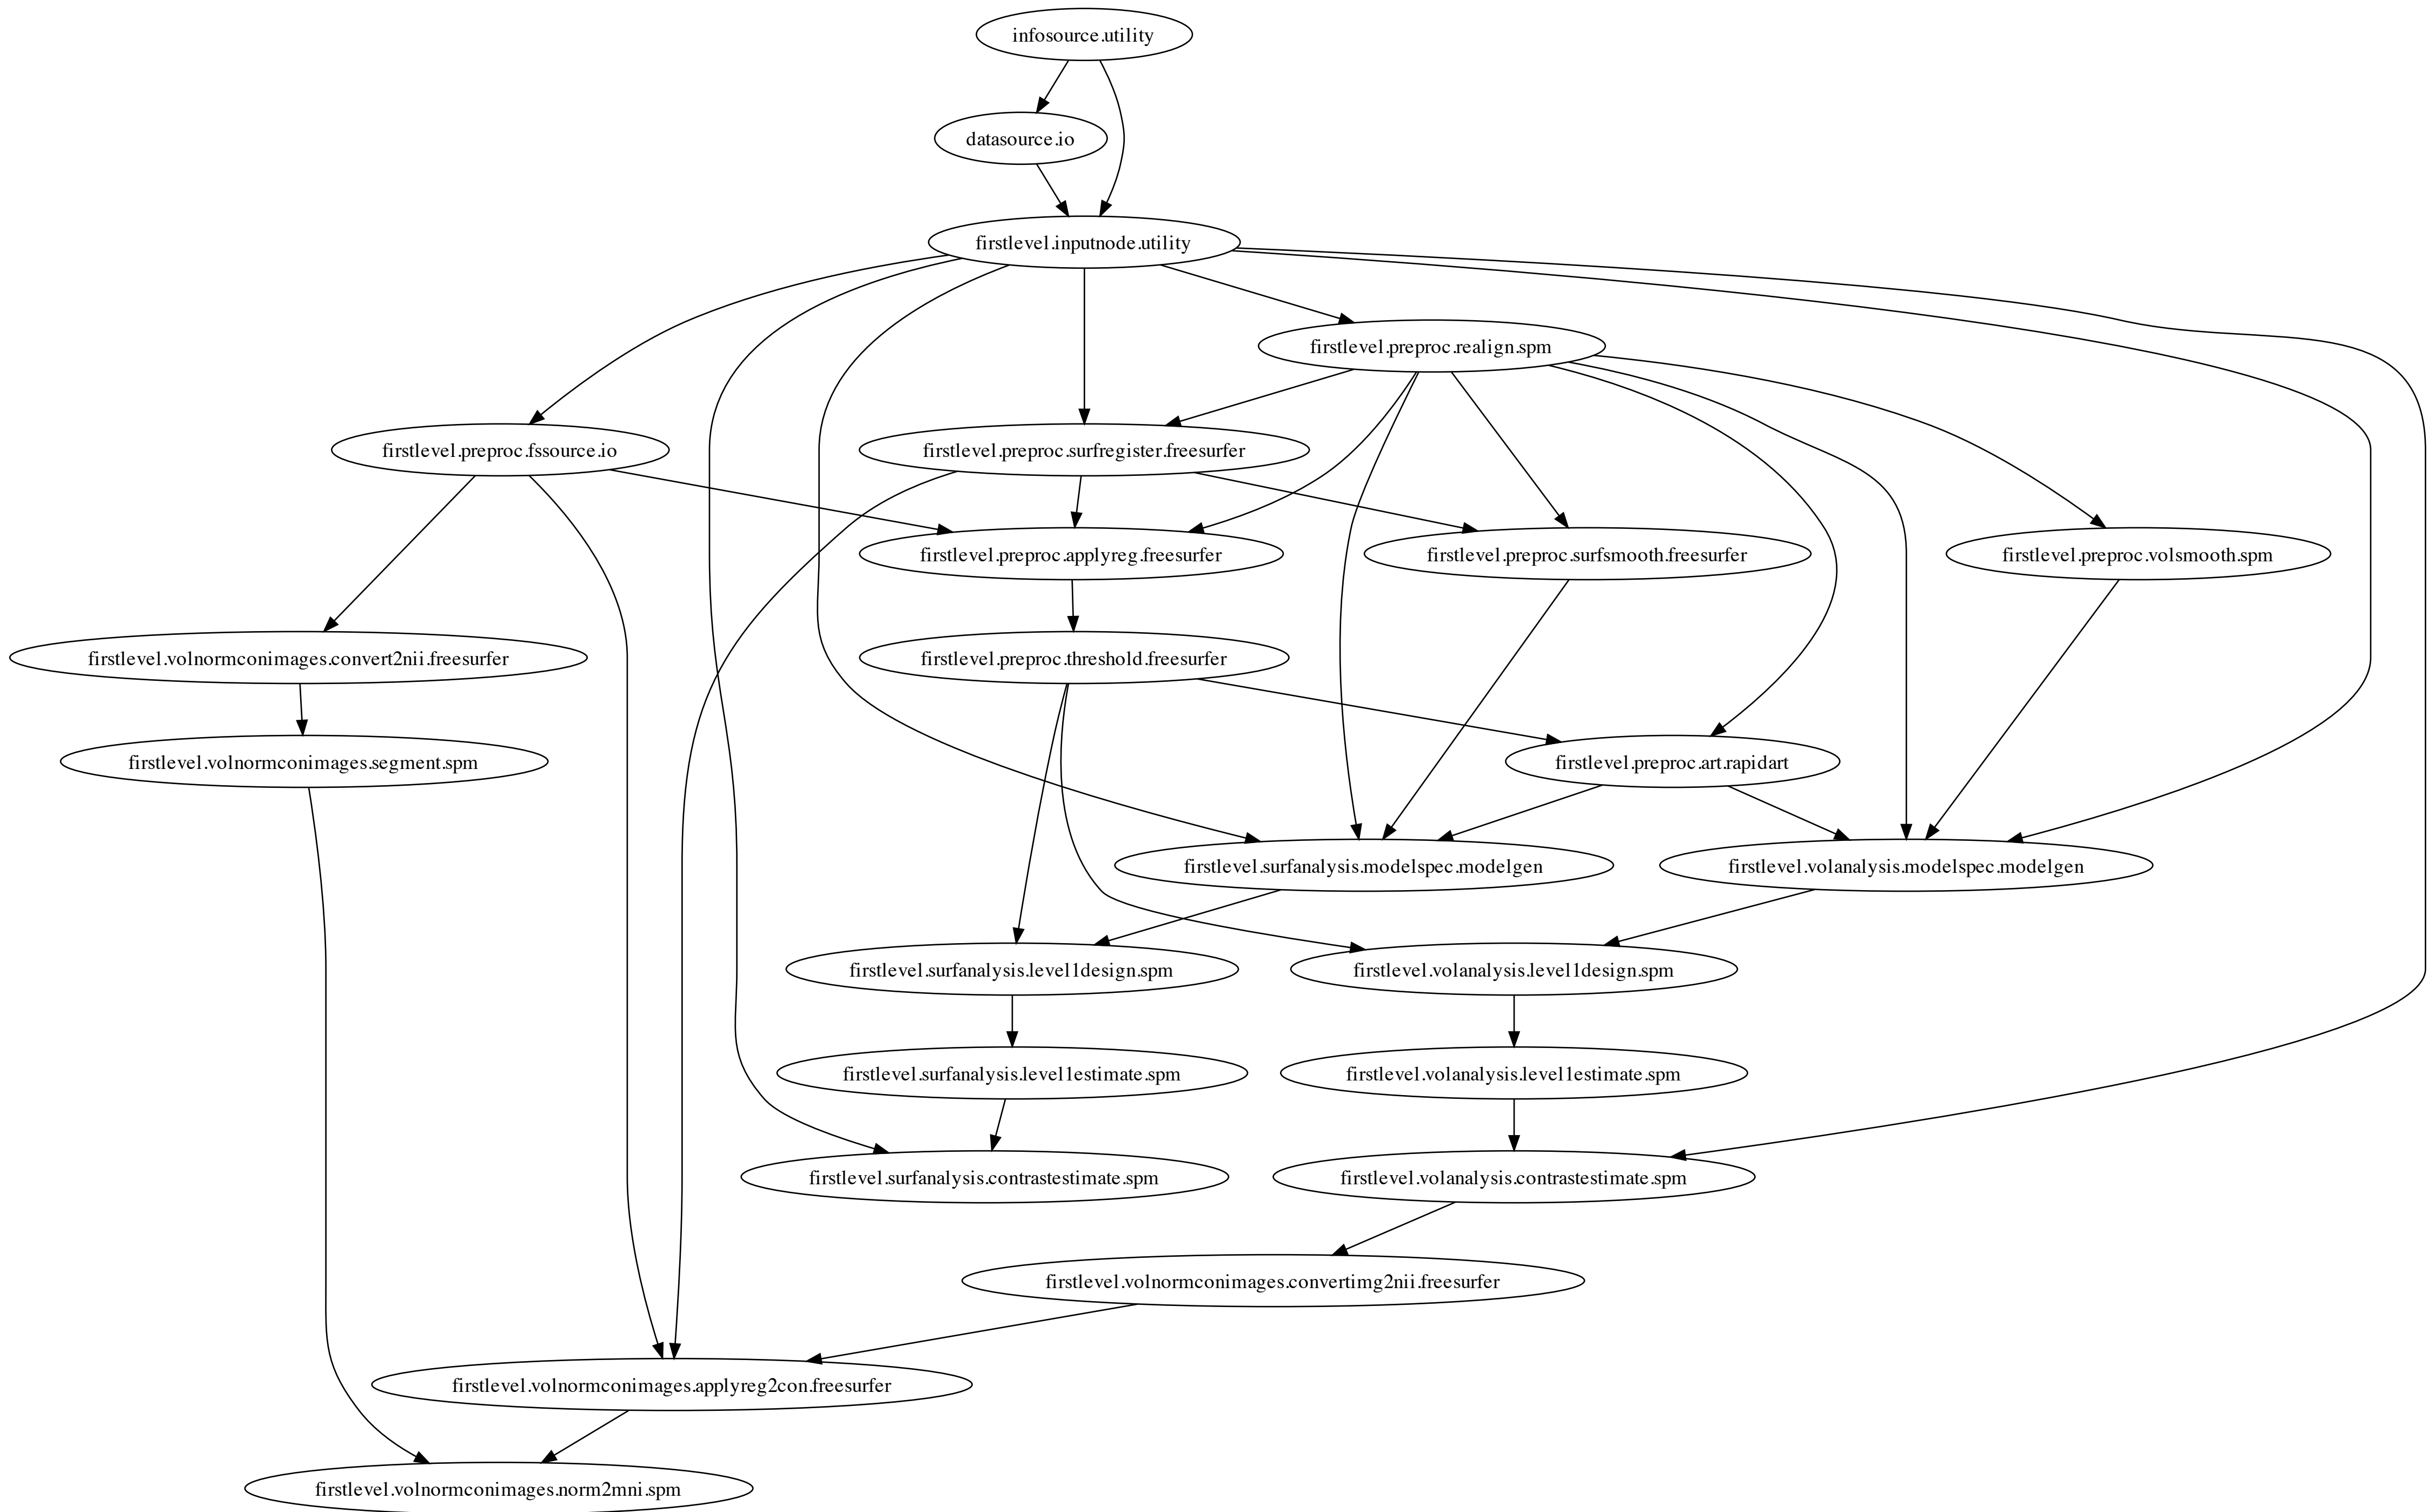 infosource.utility
datasource.io
firstlevel.inputnode.utility
firstlevel.preproc.realign.spm
firstlevel.preproc.fssource.io
firstlevel.preproc.surfregister.freesurfer
firstlevel.preproc.applyreg.freesurfer
firstlevel.preproc.surfsmooth.freesurfer
firstlevel.preproc.volsmooth.spm
firstlevel.volnormconimages.convert2nii.freesurfer
firstlevel.preproc.threshold.freesurfer
firstlevel.volnormconimages.segment.spm
firstlevel.preproc.art.rapidart
firstlevel.surfanalysis.modelspec.modelgen
firstlevel.volanalysis.modelspec.modelgen
firstlevel.surfanalysis.level1design.spm
firstlevel.volanalysis.level1design.spm
firstlevel.surfanalysis.level1estimate.spm
firstlevel.volanalysis.level1estimate.spm
firstlevel.surfanalysis.contrastestimate.spm
firstlevel.volanalysis.contrastestimate.spm
firstlevel.volnormconimages.convertimg2nii.freesurfer
firstlevel.volnormconimages.applyreg2con.freesurfer
firstlevel.volnormconimages.norm2mni.spm